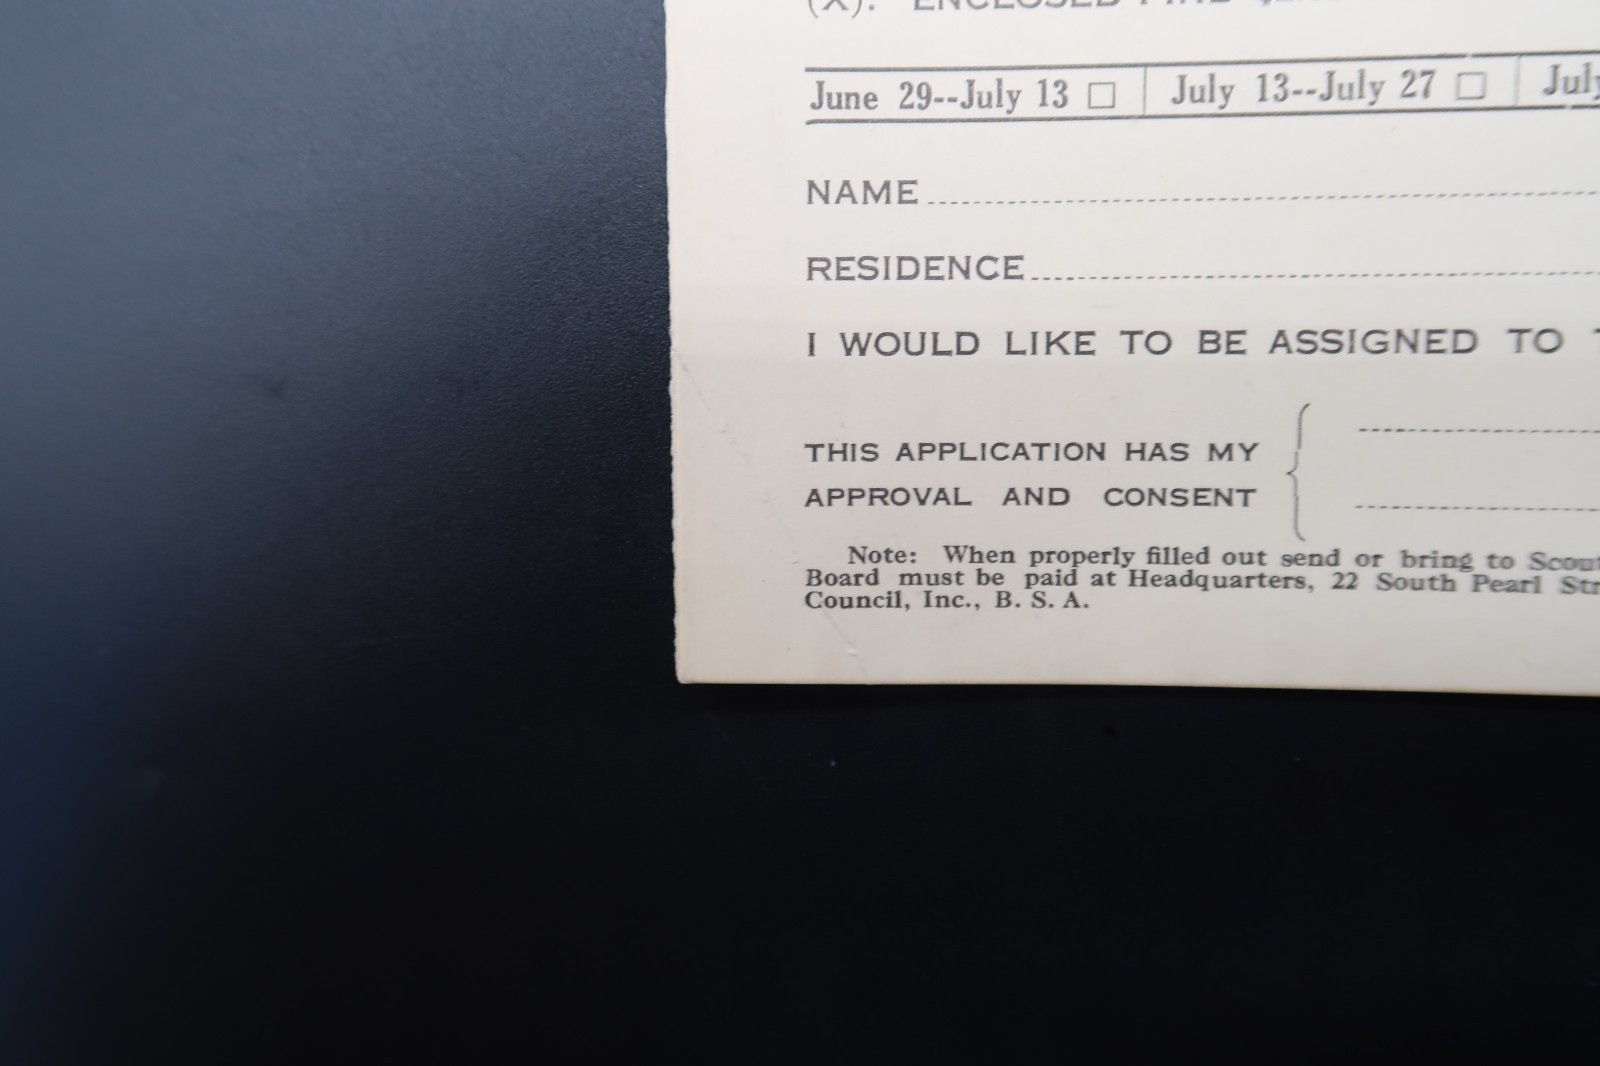 (X). ENCLOSED FIND
June 29--July 13 □ July 13--July 27 □
NAME
RESIDENCE
I WOULD LIKE TO BE ASSIGNED TO
THIS APPLICATION HAS MY
APPROVAL AND CONSENT
Note: When properly filled out send or bring to
Board must be paid at Headquarters, 22 South Pearl
Council, Inc., B. S. A.